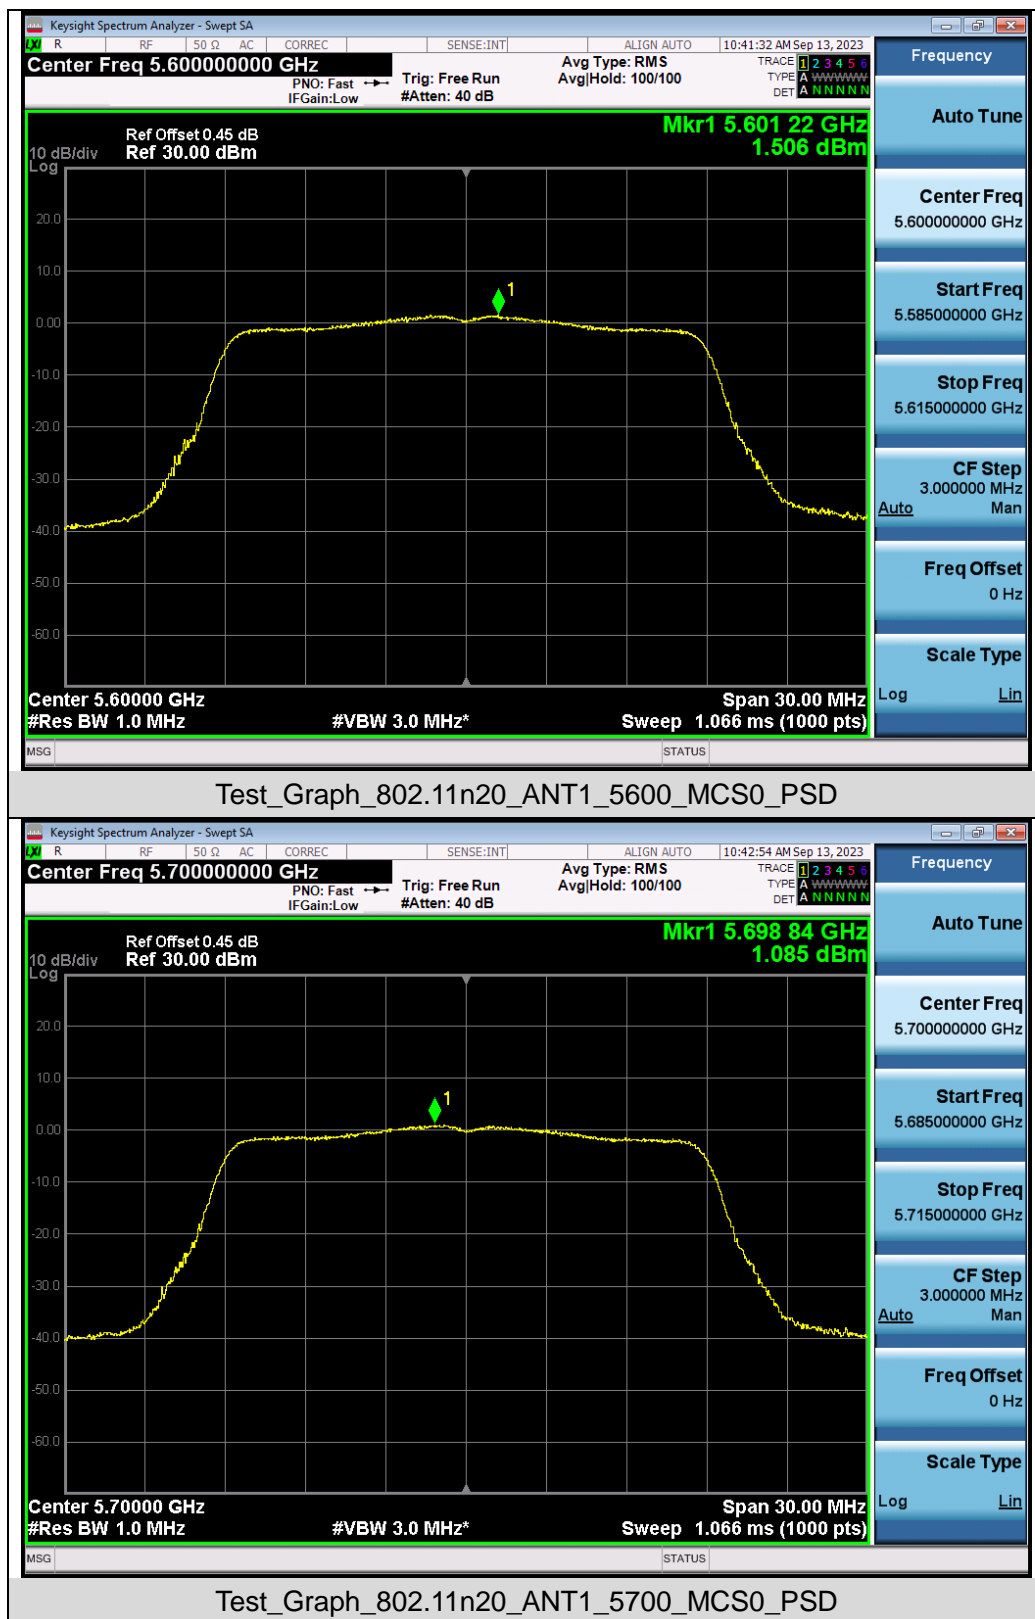 Keysight Spectrum Analyzer - Swept SA
LXI R RF 50 Ω AC CORREC SENSE:INT ALIGN AUTO 10:41:32 AM Sep 13, 2023
Center Freq 5.600000000 GHz
PNO: Fast
IFGain:Low
Trig: Free Run
#Atten: 40 dB
Avg Type: RMS
Avg|Hold: 100/100
TRACE 1 2 3 4 5 6
TYPE A WWWWW
DET A N N N N N
Frequency
Auto Tune
Center Freq
5.600000000 GHz
Start Freq
5.585000000 GHz
Stop Freq
5.615000000 GHz
CF Step
3.000000 MHz
Auto Man
Freq Offset
0 Hz
Scale Type
Log Lin
Mkr1 5.601 22 GHz
1.506 dBm
Ref Offset 0.45 dB
10 dB/div Ref 30.00 dBm
Log
20.0
10.0
1
0.00
-10.0
-20.0
-30.0
-40.0
-50.0
-60.0
Center 5.60000 GHz Span 30.00 MHz
#Res BW 1.0 MHz #VBW 3.0 MHz* Sweep 1.066 ms (1000 pts)
MSG STATUS
Test_Graph_802.11n20_ANT1_5600_MCS0_PSD
Keysight Spectrum Analyzer - Swept SA
LXI R RF 50 Ω AC CORREC SENSE:INT ALIGN AUTO 10:42:54 AM Sep 13, 2023
Center Freq 5.700000000 GHz
PNO: Fast
IFGain:Low
Trig: Free Run
#Atten: 40 dB
Avg Type: RMS
Avg|Hold: 100/100
TRACE 1 2 3 4 5 6
TYPE A WWWWW
DET A N N N N N
Frequency
Auto Tune
Center Freq
5.700000000 GHz
Start Freq
5.685000000 GHz
Stop Freq
5.715000000 GHz
CF Step
3.000000 MHz
Auto Man
Freq Offset
0 Hz
Scale Type
Log Lin
Mkr1 5.698 84 GHz
1.085 dBm
Ref Offset 0.45 dB
10 dB/div Ref 30.00 dBm
Log
20.0
10.0
1
0.00
-10.0
-20.0
-30.0
-40.0
-50.0
-60.0
Center 5.70000 GHz Span 30.00 MHz
#Res BW 1.0 MHz #VBW 3.0 MHz* Sweep 1.066 ms (1000 pts)
MSG STATUS
Test_Graph_802.11n20_ANT1_5700_MCS0_PSD